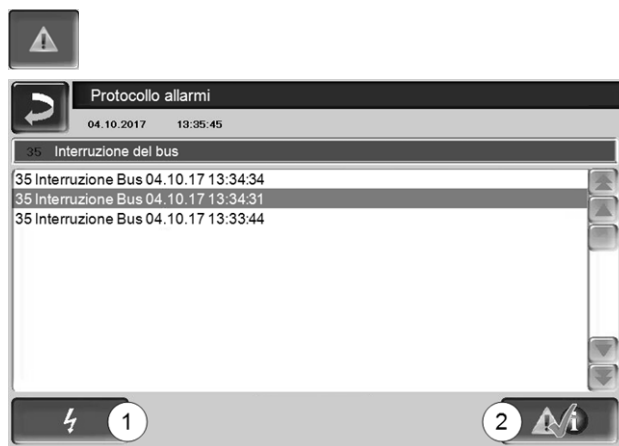 Protocollo allarmi
04.10.2017 13:35:45
35 Interruzione del bus
35 Interruzione Bus 04.10.17 13:34:34
35 Interruzione Bus 04.10.17 13:34:31
35 Interruzione Bus 04.10.17 13:33:44
1
2